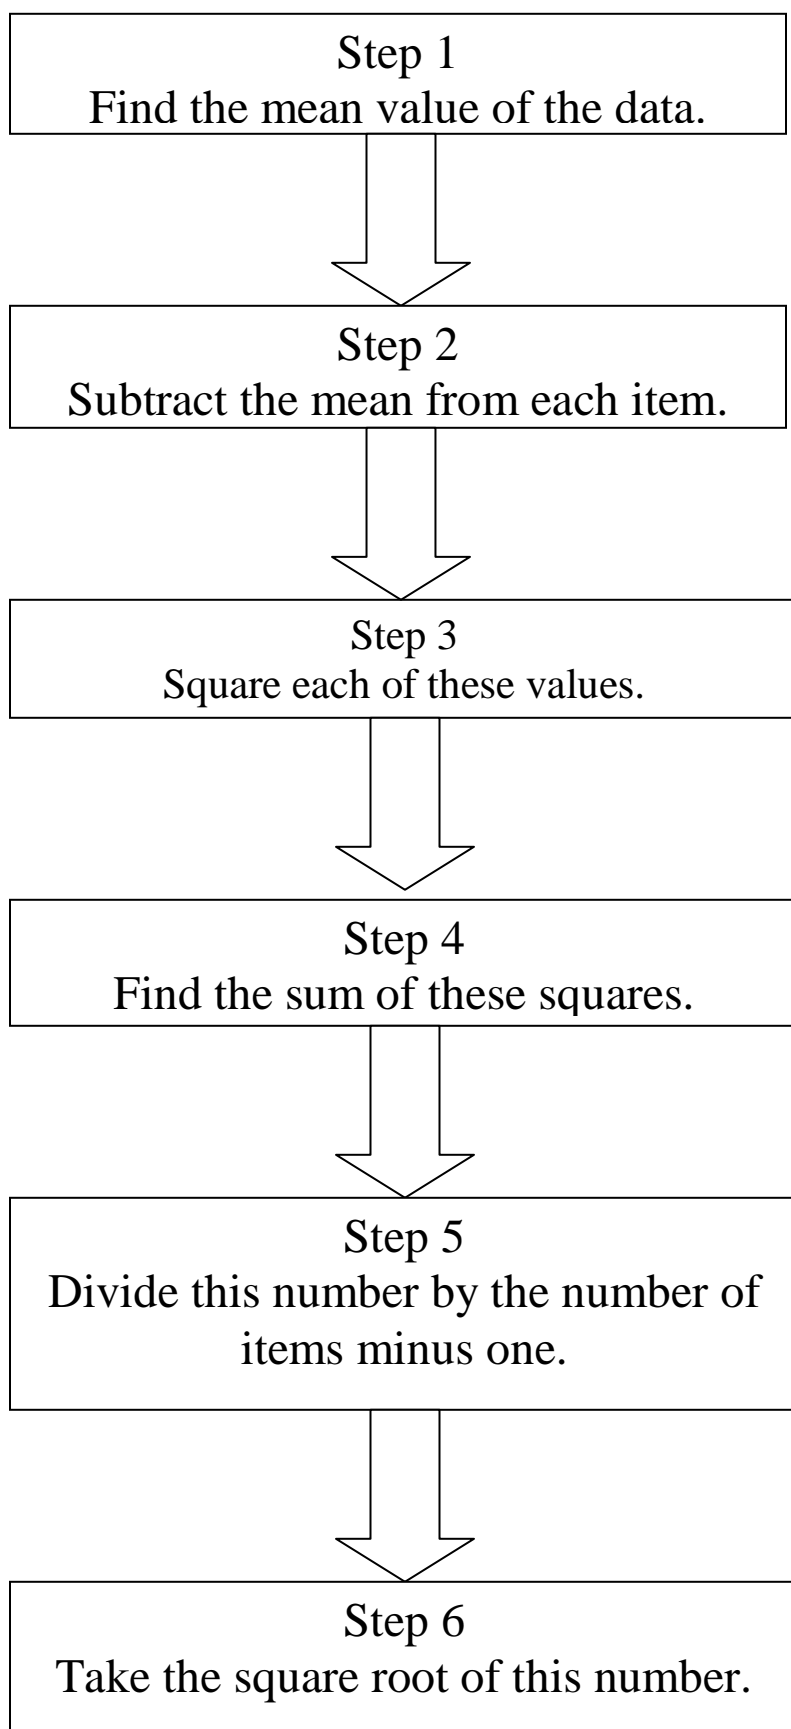 Step 1
Find the mean value of the data.
Step 2
Subtract the mean from each item.
Step 3
Square each of these values.
Step 4
Find the sum of these squares.
Step 5
Divide this number by the number of
items minus one.
Step 6
Take the square root of this number.